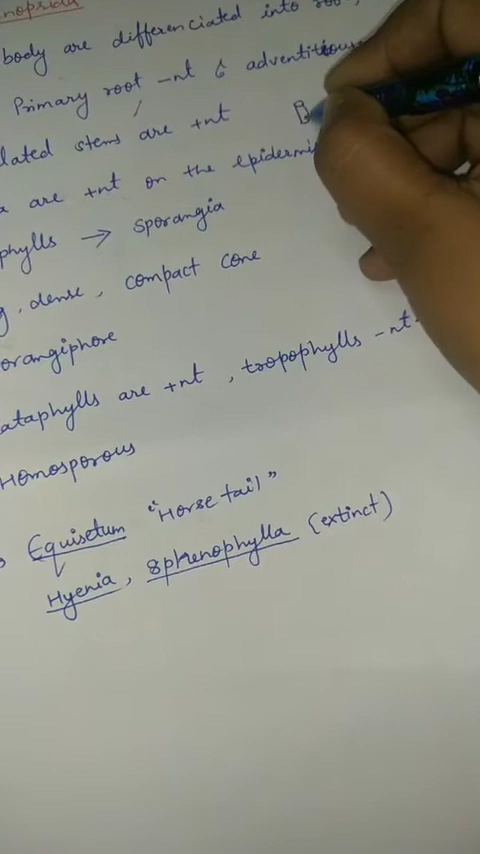 body are differenciated into
Primary root -nt & adventitious
lated stems are +nt
are +nt on the epidermis
phylls → sporangia
g, dense, compact cone
orangiphore
ataphylls are +nt, tropophylls -nt.
Homosporous
Equisetum "Horse tail"
Hyenia, sphenophylla (extinct)